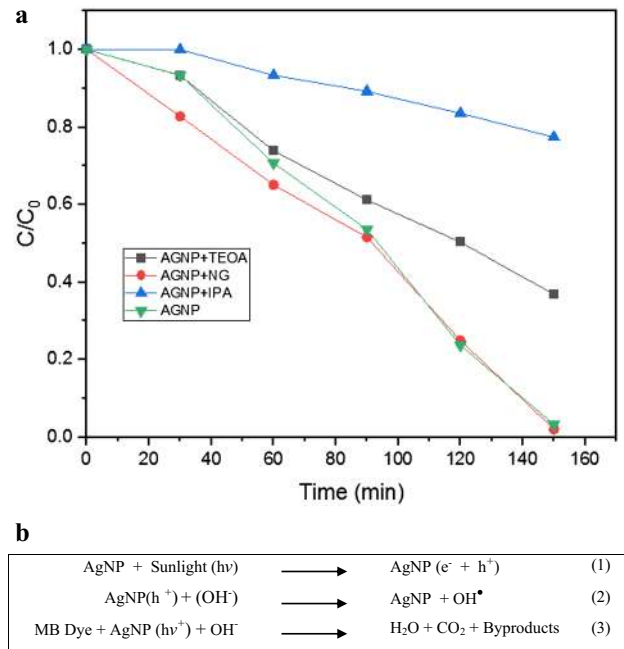 a
1.0
0.8
0.6
0.4
0.2
0.0
C/C₀
AGNP+TEOA
AGNP+NG
AGNP+IPA
AGNP
0 20 40 60 80 100 120 140 160
Time (min)
b
AgNP + Sunlight (hν) ⟶ AgNP (e⁻ + h⁺) (1)
AgNP(h ⁺) + (OH⁻) ⟶ AgNP + OH• (2)
MB Dye + AgNP (hν⁺) + OH⁻ ⟶ H₂O + CO₂ + Byproducts (3)